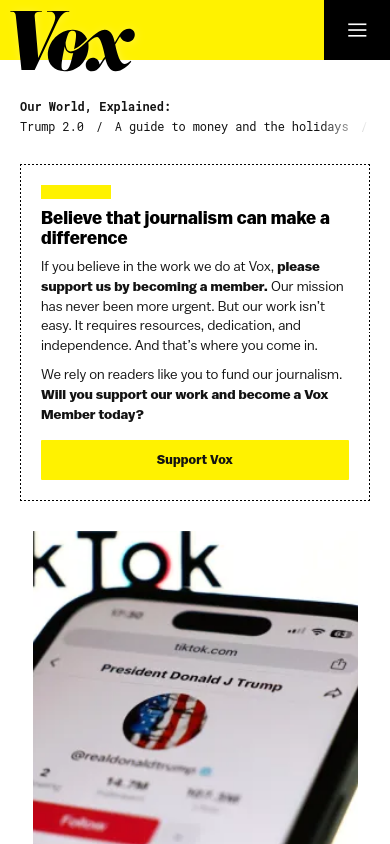 Vox
Our World, Explained:
Trump 2.0 / A guide to money and the holidays /
Believe that journalism can make a
difference
If you believe in the work we do at Vox, please
support us by becoming a member. Our mission
has never been more urgent. But our work isn't
easy. It requires resources, dedication, and
independence. And that's where you come in.
We rely on readers like you to fund our journalism.
Will you support our work and become a Vox
Member today?
Support Vox
kTok
17:30
63
tiktok.com
President Donald J Trump
@realdonaldtrump
2 14.7M
Followers
Follow